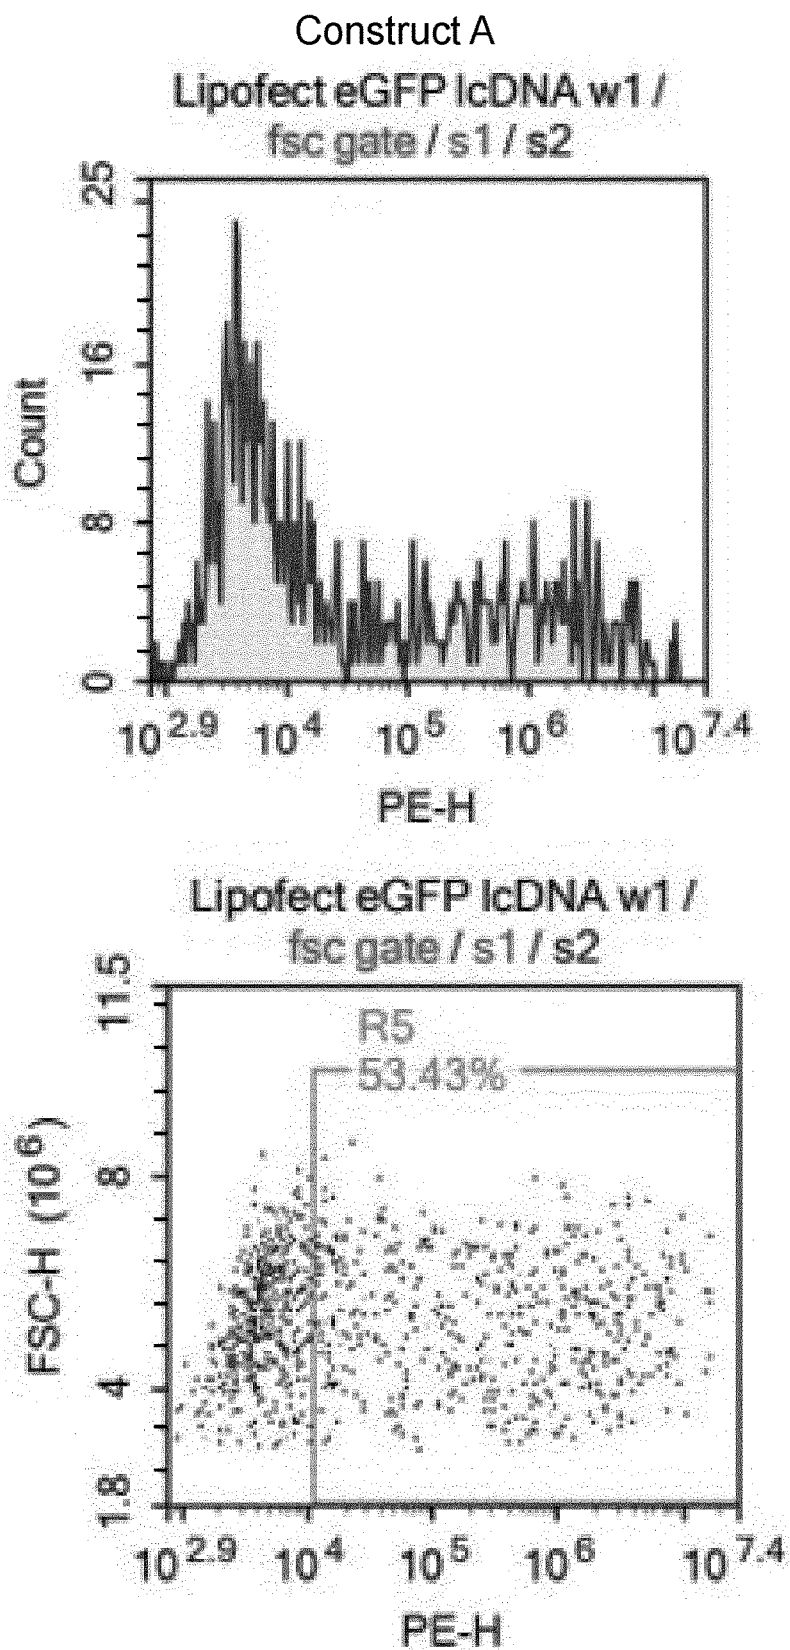 Construct A
Lipofect eGFP lcDNA w1 /
fsc gate / s1 / s2
25
16
8
0
Count
10^2.9 10^4 10^5 10^6 10^7.4
PE-H
Lipofect eGFP lcDNA w1 /
fsc gate / s1 / s2
11.5
8
4
1.8
FSC-H (10^6)
R5
53.43%
10^2.9 10^4 10^5 10^6 10^7.4
PE-H